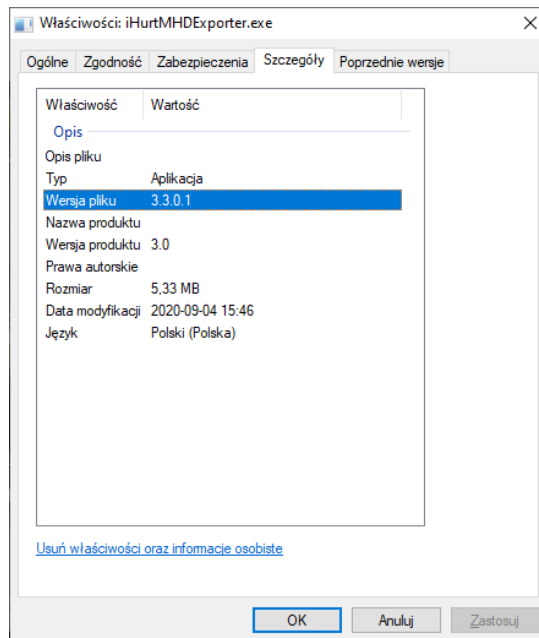 Właściwości: iHurtMHDExporter.exe
Ogólne Zgodność Zabezpieczenia Szczegóły Poprzednie wersje
Właściwość Wartość
Opis
Opis pliku
Typ Aplikacja
Wersja pliku 3.3.0.1
Nazwa produktu
Wersja produktu 3.0
Prawa autorskie
Rozmiar 5,33 MB
Data modyfikacji 2020-09-04 15:46
Język Polski (Polska)
Usuń właściwości oraz informacje osobiste
OK Anuluj Zastosuj